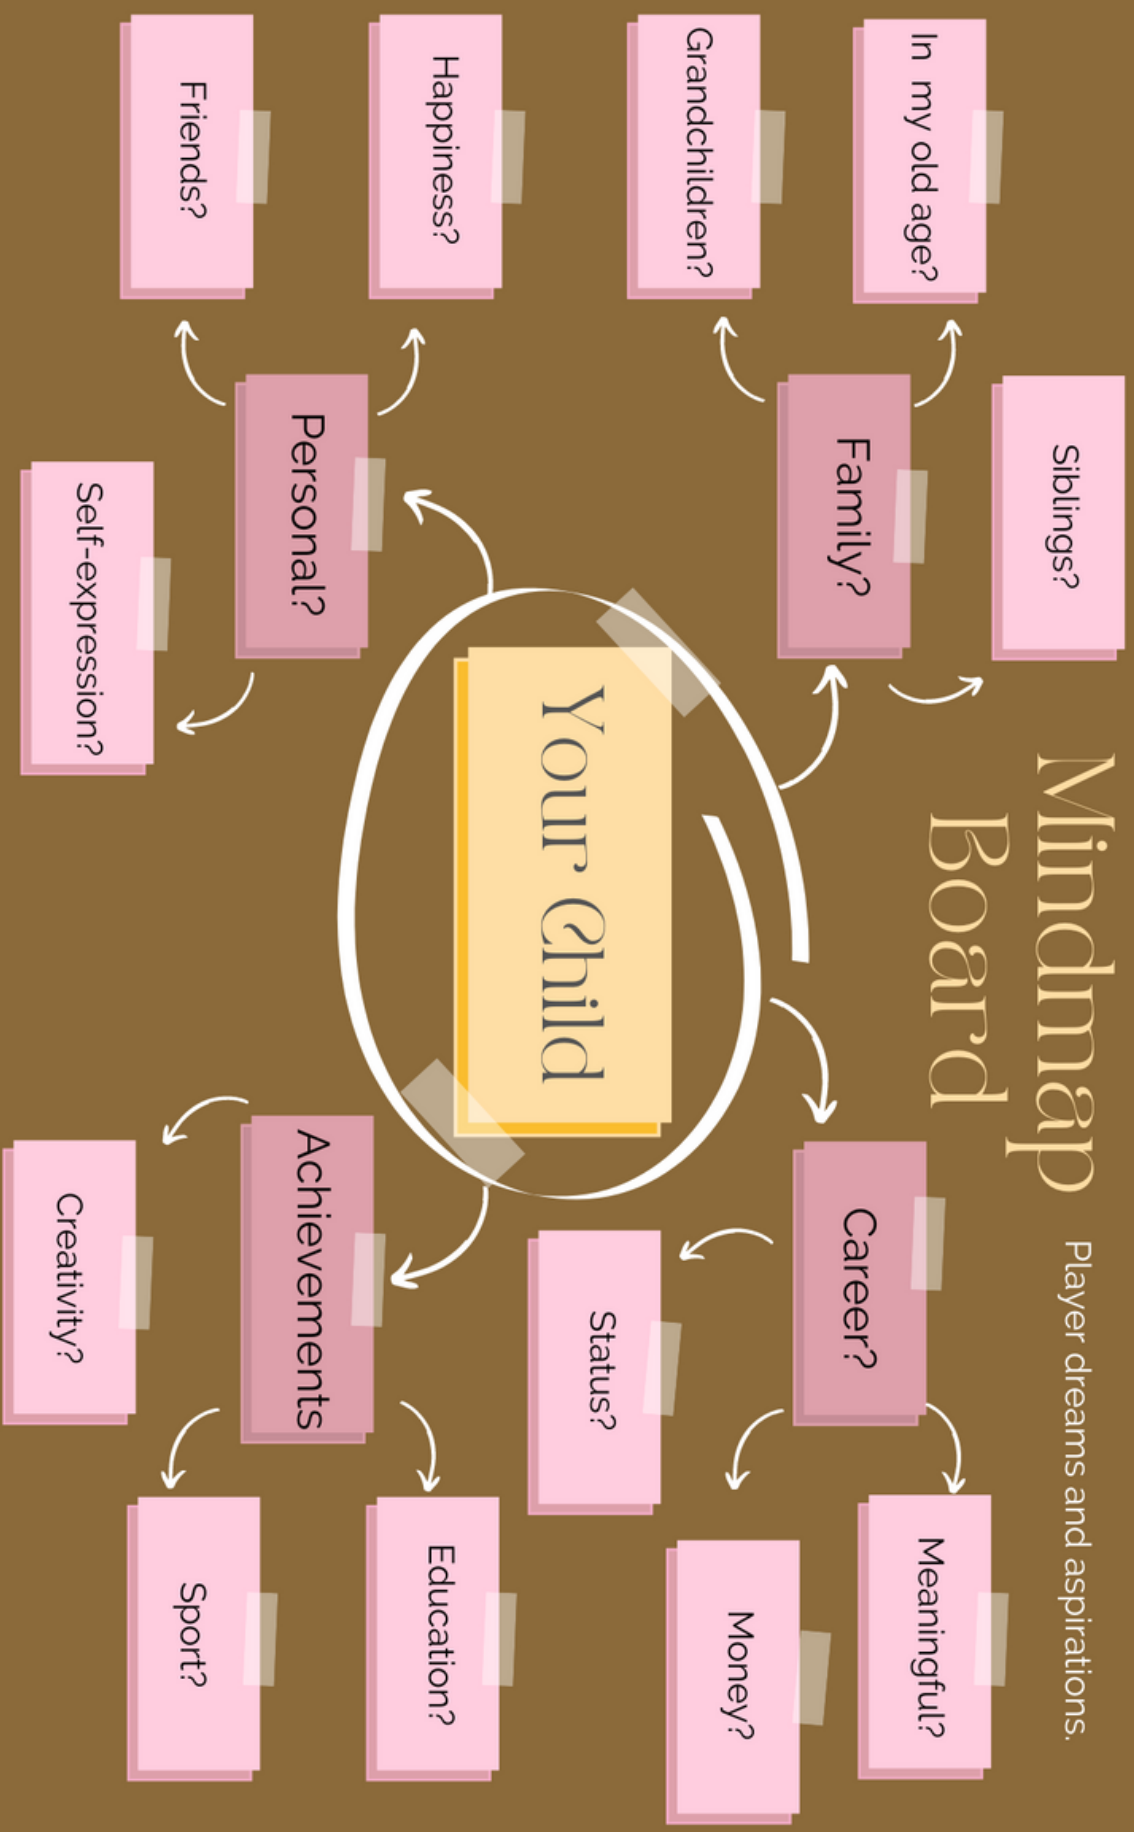 Mindmap
Board
Player dreams and aspirations.
Siblings?
In my old age?
Family?
Grandchildren?
Career?
Meaningful?
Money?
Status?
Your Child
Happiness?
Personal?
Friends?
Self-expression?
Achievements
Education?
Sport?
Creativity?